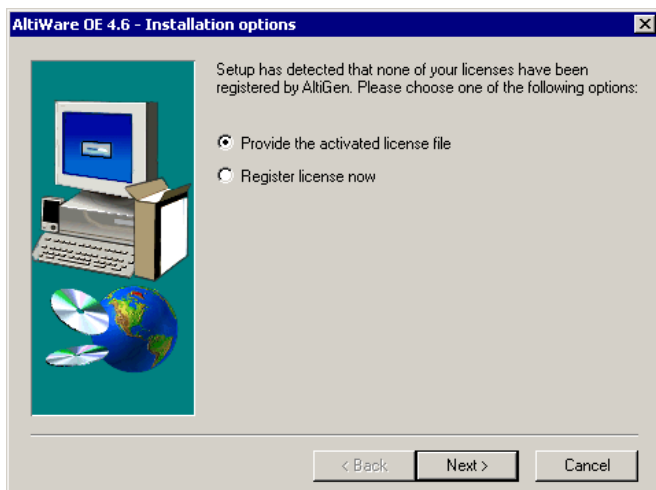 AltiWare OE 4.6 - Installation options
Setup has detected that none of your licenses have been
registered by AltiGen. Please choose one of the following options:
Provide the activated license file
Register license now
< Back
Next >
Cancel